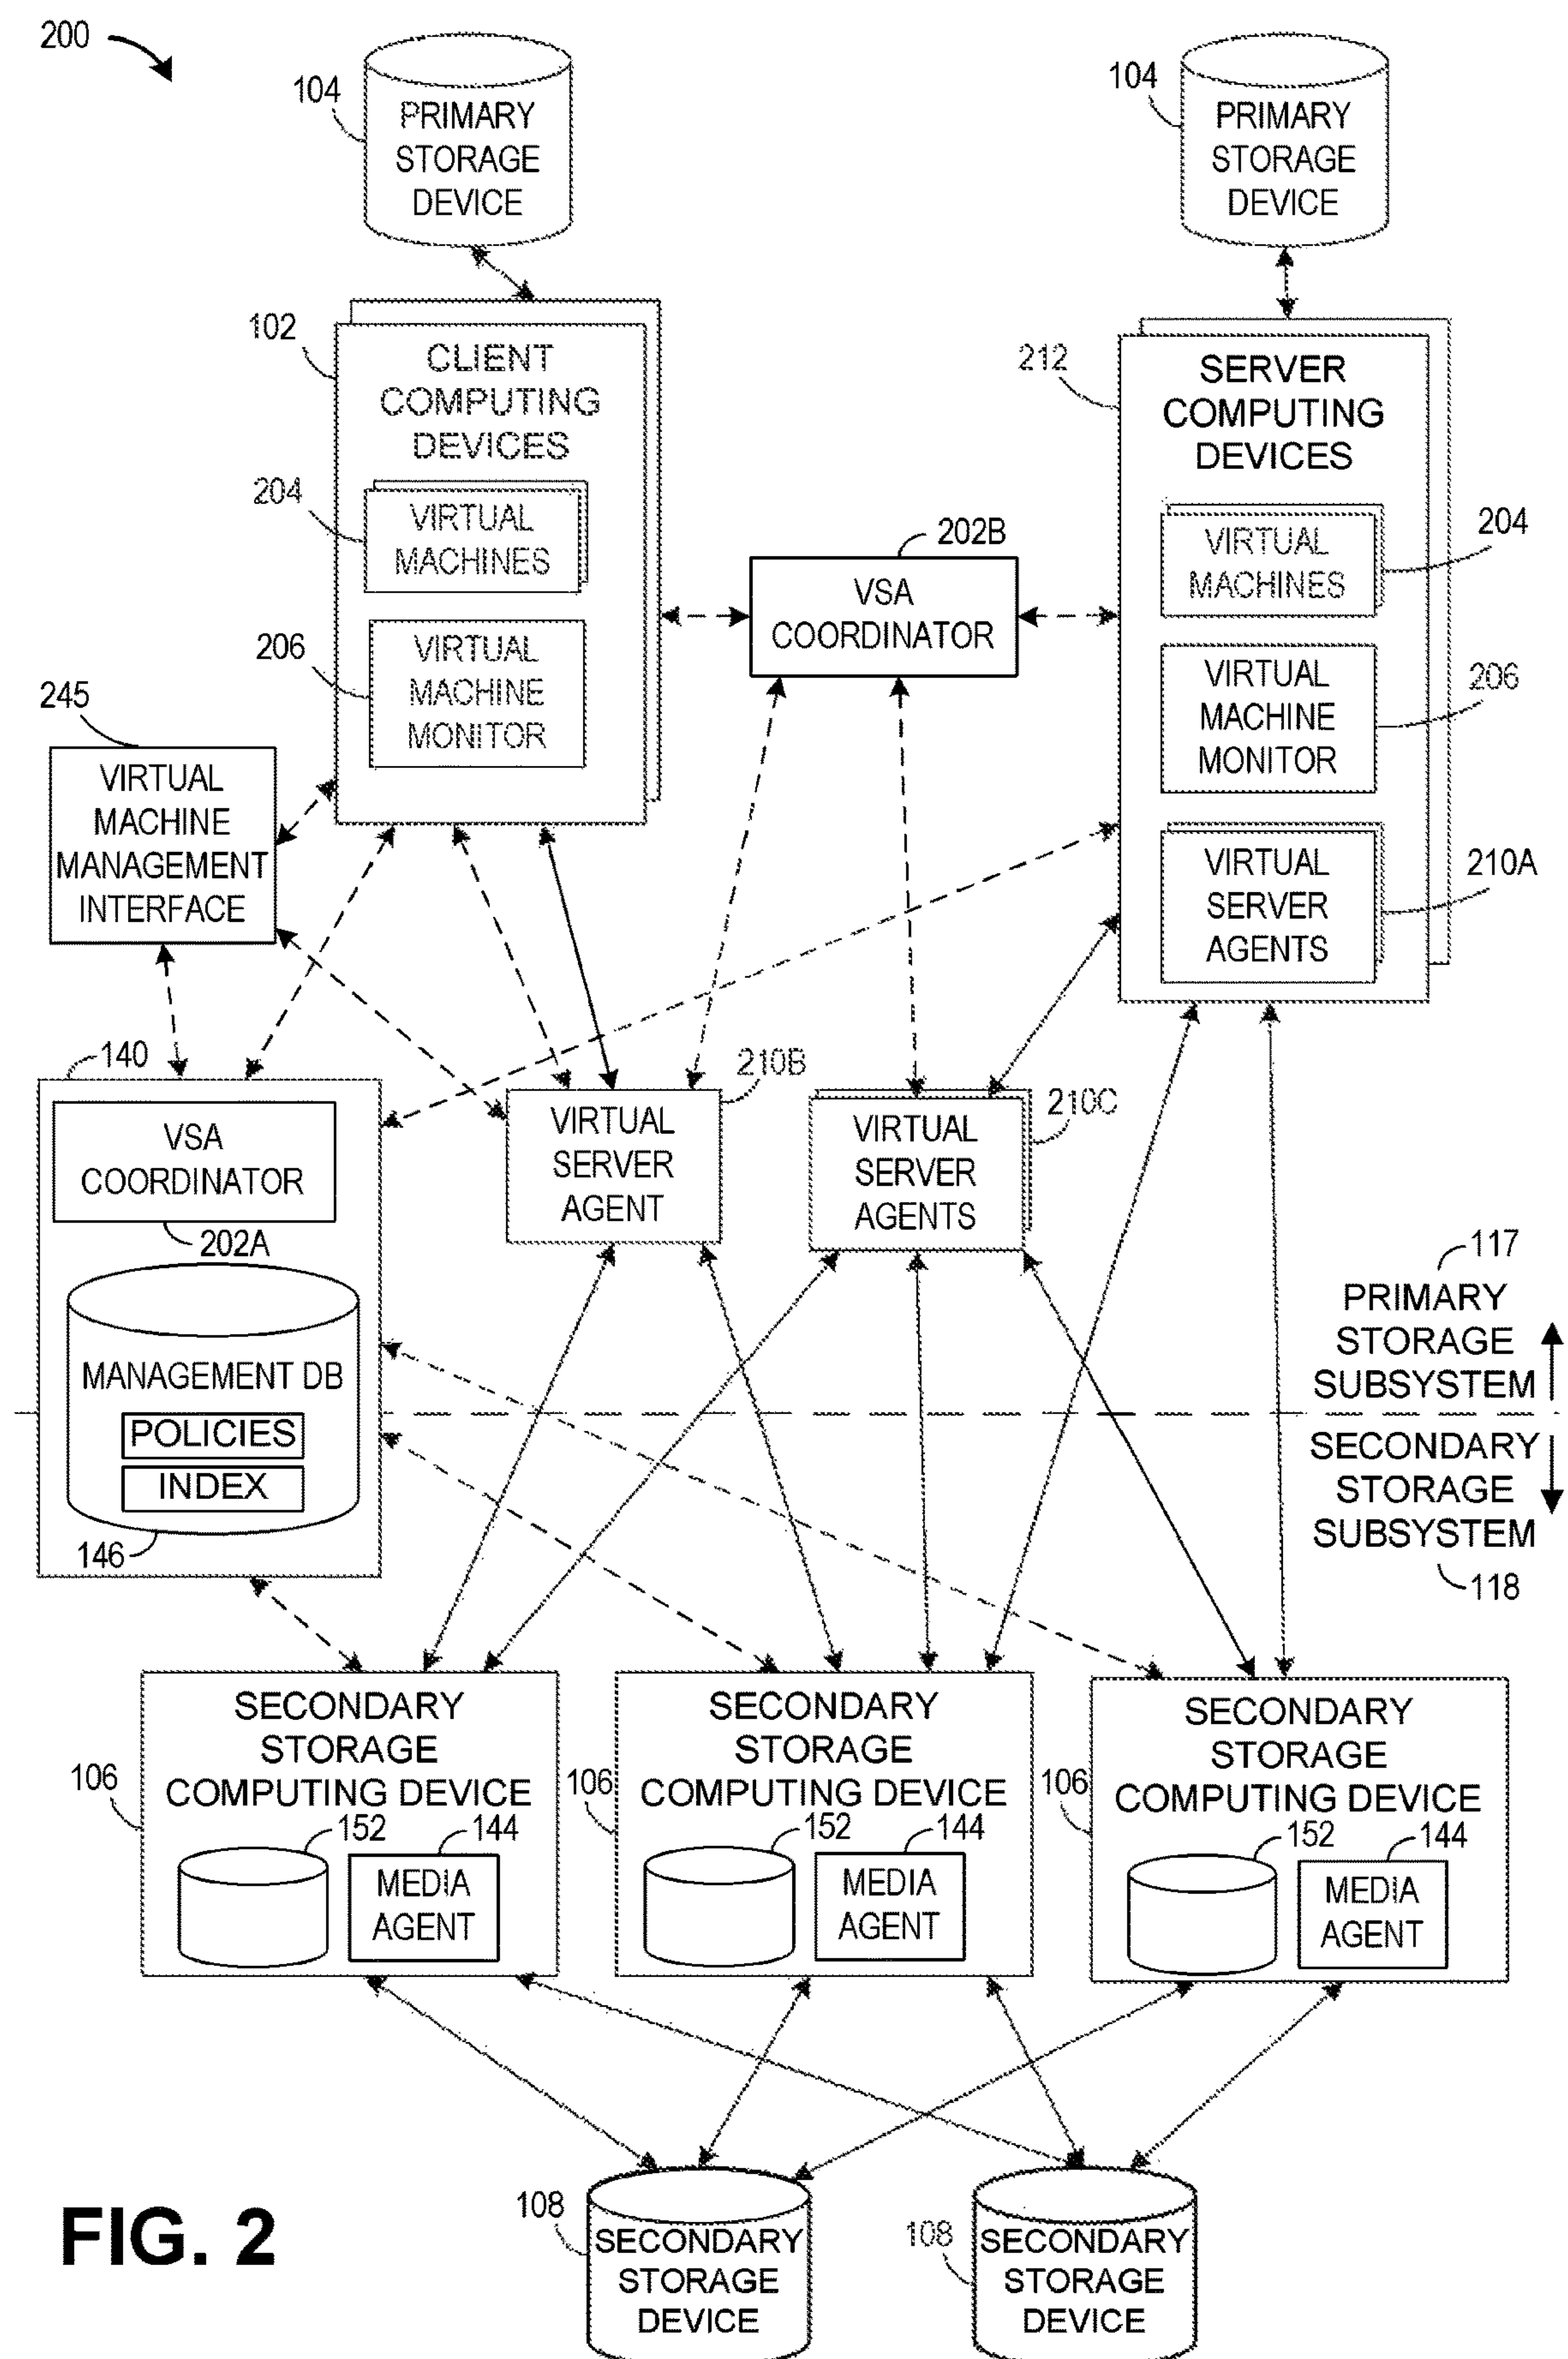 200
104
PRIMARY
STORAGE
DEVICE
104
PRIMARY
STORAGE
DEVICE
102
CLIENT
COMPUTING
DEVICES
204
VIRTUAL
MACHINES
206
VIRTUAL
MACHINE
MONITOR
202B
VSA
COORDINATOR
212
SERVER
COMPUTING
DEVICES
VIRTUAL
MACHINES
204
VIRTUAL
MACHINE
MONITOR
206
VIRTUAL
SERVER
AGENTS
210A
245
VIRTUAL
MACHINE
MANAGEMENT
INTERFACE
140
VSA
COORDINATOR
202A
MANAGEMENT DB
POLICIES
INDEX
146
210B
VIRTUAL
SERVER
AGENT
210C
VIRTUAL
SERVER
AGENTS
117
PRIMARY
STORAGE
SUBSYSTEM
SECONDARY
STORAGE
SUBSYSTEM
118
106
SECONDARY
STORAGE
COMPUTING DEVICE
152
144
MEDIA
AGENT
106
SECONDARY
STORAGE
COMPUTING DEVICE
152
144
MEDIA
AGENT
106
SECONDARY
STORAGE
COMPUTING DEVICE
152
144
MEDIA
AGENT
108
SECONDARY
STORAGE
DEVICE
108
SECONDARY
STORAGE
DEVICE
FIG. 2